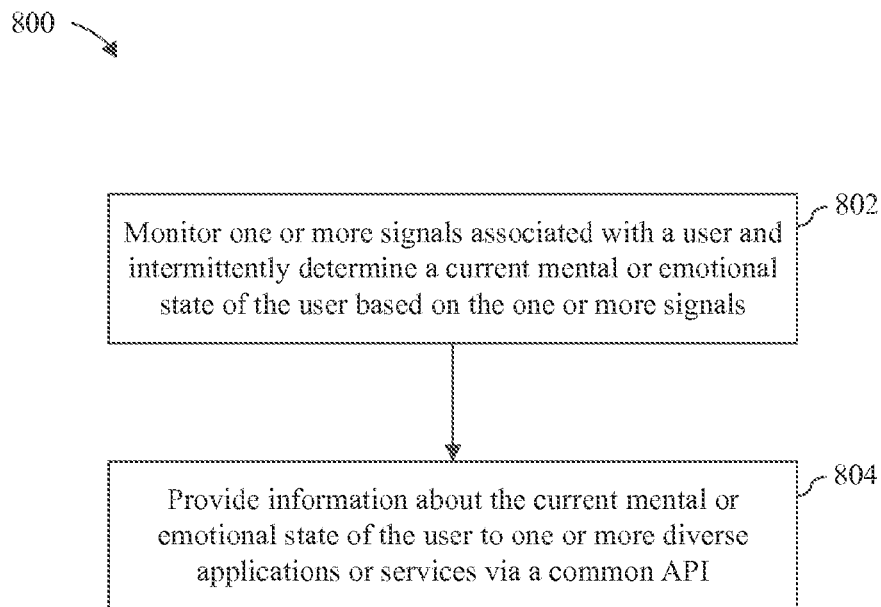 800
802
Monitor one or more signals associated with a user and
intermittently determine a current mental or emotional
state of the user based on the one or more signals
804
Provide information about the current mental or
emotional state of the user to one or more diverse
applications or services via a common API